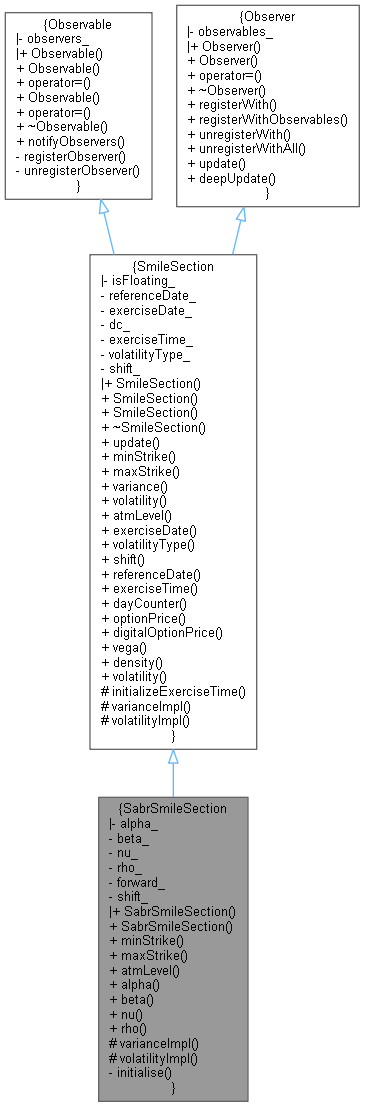 {Observable
|- observers_
|+ Observable()
+ Observable()
+ operator=()
+ Observable()
+ operator=()
+ ~Observable()
+ notifyObservers()
- registerObserver()
- unregisterObserver()
}
{Observer
|- observables_
|+ Observer()
+ Observer()
+ operator=()
+ ~Observer()
+ registerWith()
+ registerWithObservables()
+ unregisterWith()
+ unregisterWithAll()
+ update()
+ deepUpdate()
}
{SmileSection
|- isFloating_
- referenceDate_
- exerciseDate_
- dc_
- exerciseTime_
- volatilityType_
- shift_
|+ SmileSection()
+ SmileSection()
+ SmileSection()
+ ~SmileSection()
+ update()
+ minStrike()
+ maxStrike()
+ variance()
+ volatility()
+ atmLevel()
+ exerciseDate()
+ volatilityType()
+ shift()
+ referenceDate()
+ exerciseTime()
+ dayCounter()
+ optionPrice()
+ digitalOptionPrice()
+ vega()
+ density()
+ volatility()
# initializeExerciseTime()
# varianceImpl()
# volatilityImpl()
}
{SabrSmileSection
|- alpha_
- beta_
- nu_
- rho_
- forward_
- shift_
|+ SabrSmileSection()
+ SabrSmileSection()
+ minStrike()
+ maxStrike()
+ atmLevel()
+ alpha()
+ beta()
+ nu()
+ rho()
# varianceImpl()
# volatilityImpl()
- initialise()
}